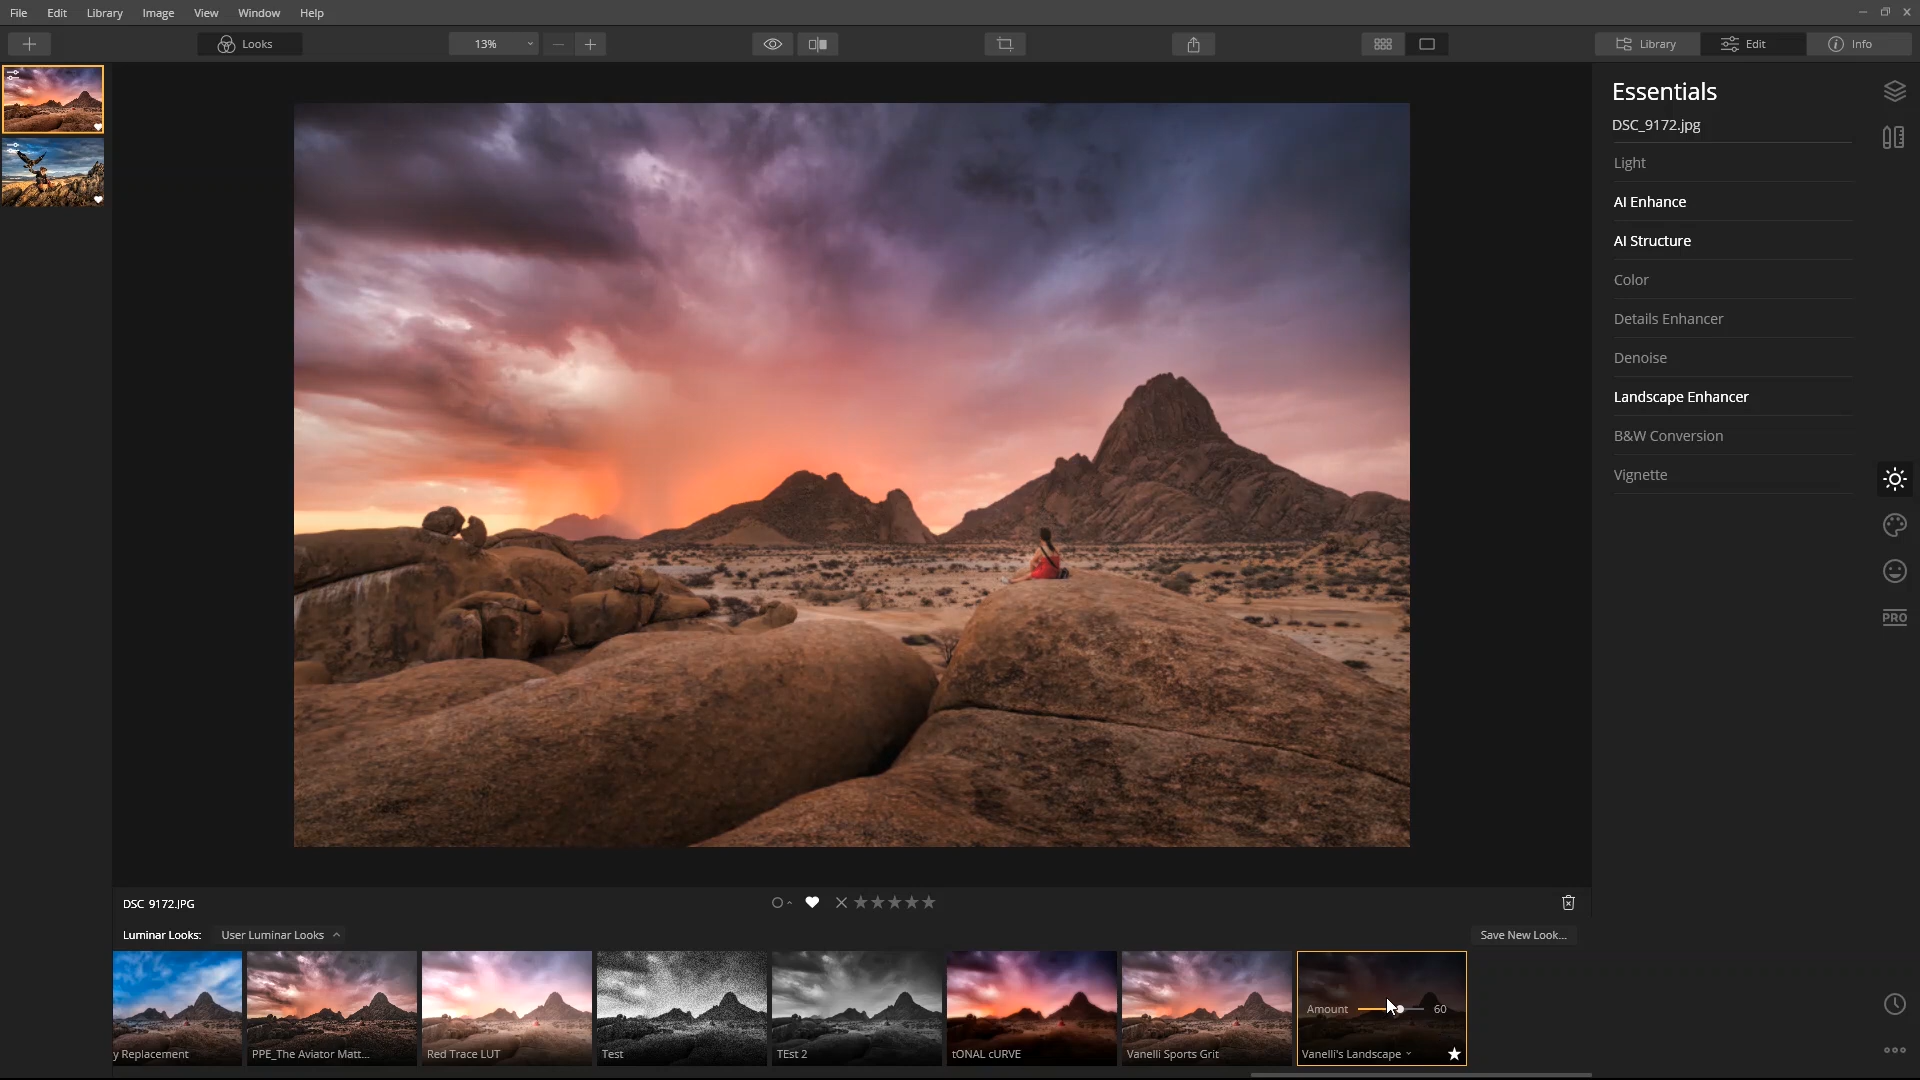 File Edit Library Image View Window Help
Looks 13% Library Edit Info
Essentials
DSC_9172.jpg
Light
AI Enhance
AI Structure
Color
Details Enhancer
Denoise
Landscape Enhancer
B&W Conversion
Vignette
PRO
DSC_9172.JPG
Luminar Looks: User Luminar Looks Save New Look...
Amount 60
y Replacement PPE_The Aviator Matt... Red Trace LUT Test TEst 2 tONAL cURVE Vanelli Sports Grit Vanelli's Landscape